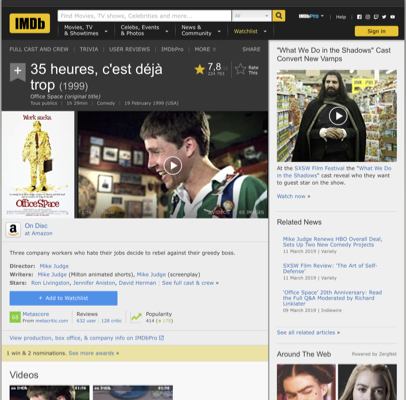 IMDb
Find Movies, TV shows, Celebrities and more...
All
IMDbPro
Help
Movies, TV
& Showtimes
Celebs, Events
& Photos
News &
Community
Watchlist
Sign in
FULL CAST AND CREW | TRIVIA | USER REVIEWS | IMDbPro | MORE
SHARE
35 heures, c'est déjà
trop (1999)
7,8
Rate
This
Office Space (original title)
Tous publics | 1h 29min | Comedy | 19 February 1999 (USA)
Work sucks.
OfficeSpace
On Disc
at Amazon
Three company workers who hate their jobs decide to rebel against their greedy boss.
Director: Mike Judge
Writers: Mike Judge (Milton animated shorts), Mike Judge (screenplay)
Stars: Ron Livingston, Jennifer Aniston, David Herman | See full cast & crew »
+ Add to Watchlist
Metascore
From metacritic.com
Reviews
432 user | 128 critic
Popularity
View production, box office, & company info on IMDbPro
1 win & 2 nominations. See more awards »
Videos
"What We Do in the Shadows" Cast
Convert New Vamps
At the SXSW Film Festival the "What We Do
in the Shadows" cast reveal who they want
to guest star on the show.
Watch now »
Related News
Mike Judge Renews HBO Overall Deal,
Sets Up Two New Comedy Projects
11 March 2019 | Variety
SXSW Film Review: 'The Art of Self-
Defense'
11 March 2019 | Variety
'Office Space' 20th Anniversary: Read
the Full Q&A Moderated by Richard
Linklater
09 March 2019 | Indiewire
See all related articles »
Around The Web
Powered by ZergNet